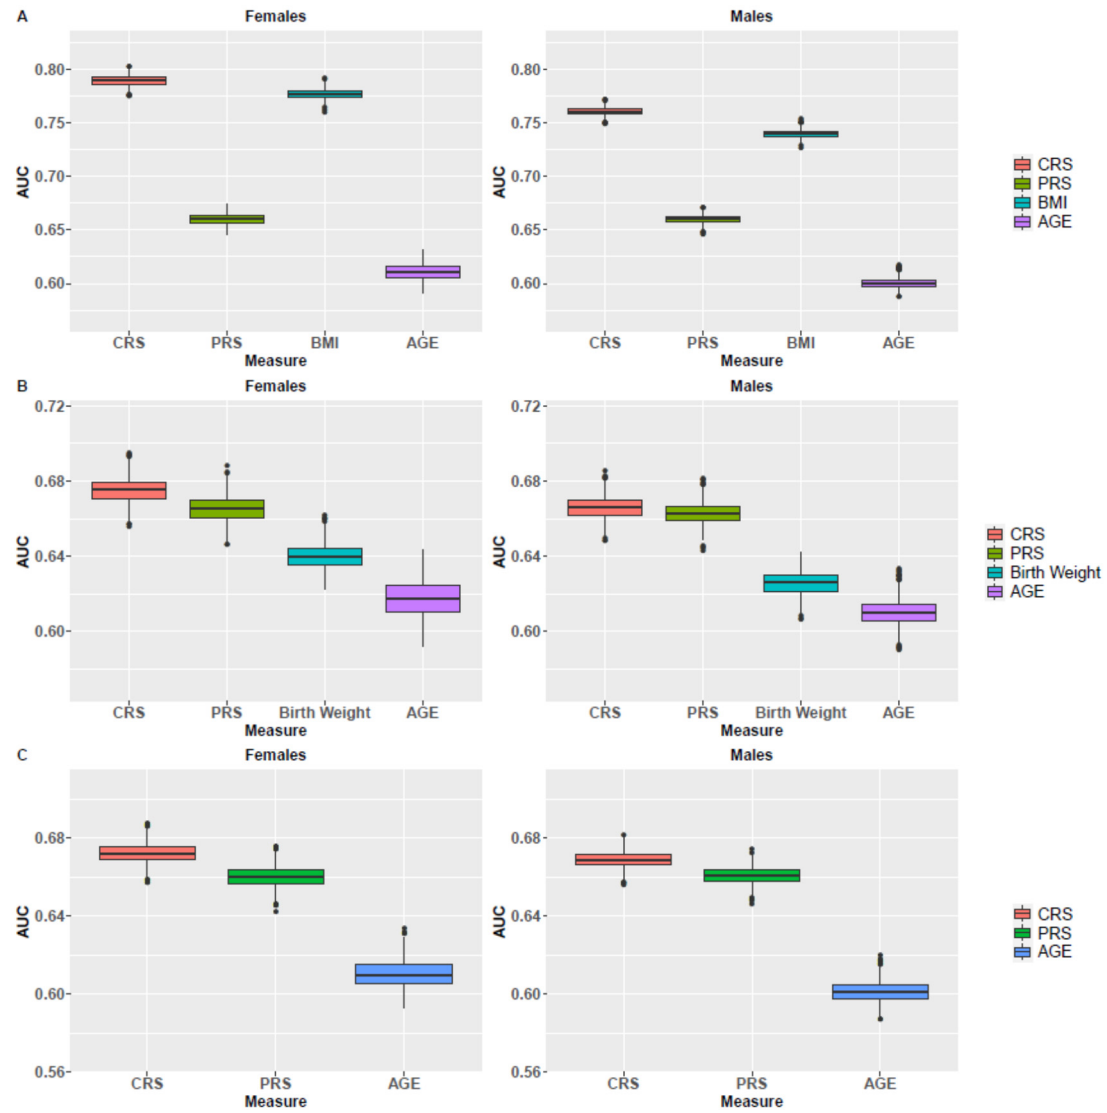 A
Females
Males
0.80
0.75
0.70
0.65
0.60
AUC
CRS PRS BMI AGE
Measure
0.80
0.75
0.70
0.65
0.60
AUC
CRS PRS BMI AGE
Measure
CRS
PRS
BMI
AGE
B
Females
Males
0.72
0.68
0.64
0.60
AUC
CRS PRS Birth Weight AGE
Measure
0.72
0.68
0.64
0.60
AUC
CRS PRS Birth Weight AGE
Measure
CRS
PRS
Birth Weight
AGE
C
Females
Males
0.68
0.64
0.60
0.56
AUC
CRS PRS AGE
Measure
0.68
0.64
0.60
0.56
AUC
CRS PRS AGE
Measure
CRS
PRS
AGE